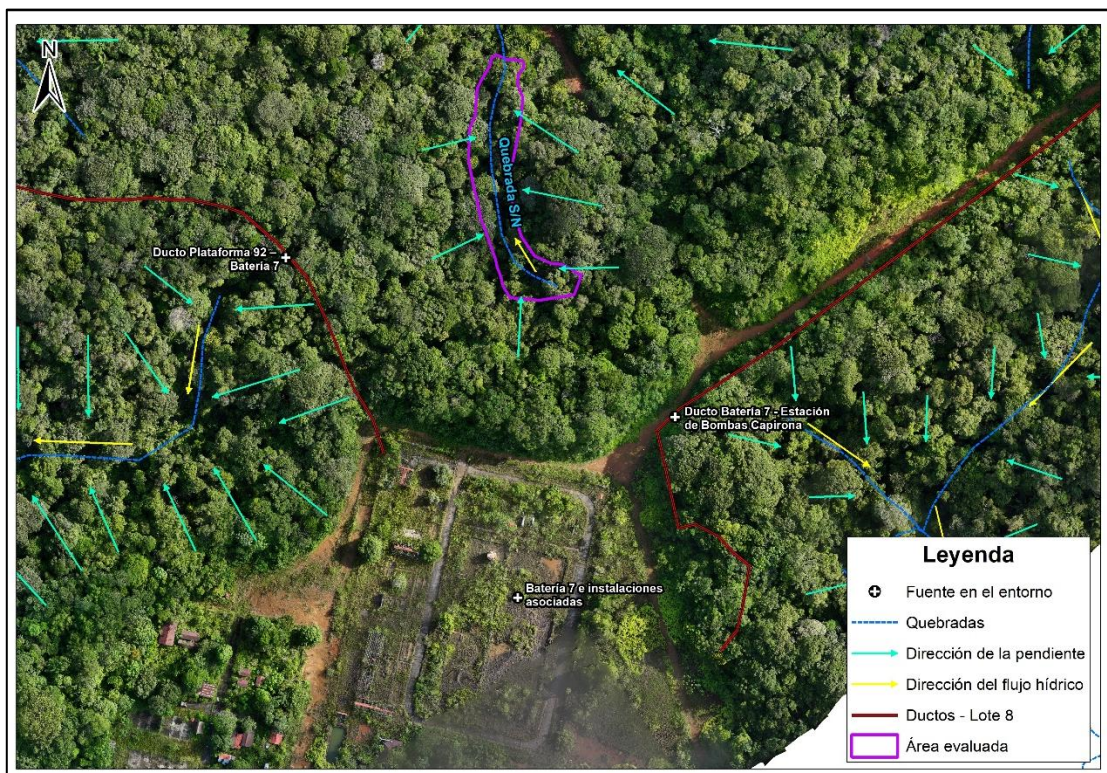 N
Quebrada S/N
Ducto Plataforma 92 –
Batería 7
Ducto Batería 7 - Estación
de Bombas Capirona
Batería 7 e instalaciones
asociadas
Leyenda
Fuente en el entorno
Quebradas
Dirección de la pendiente
Dirección del flujo hídrico
Ductos - Lote 8
Área evaluada